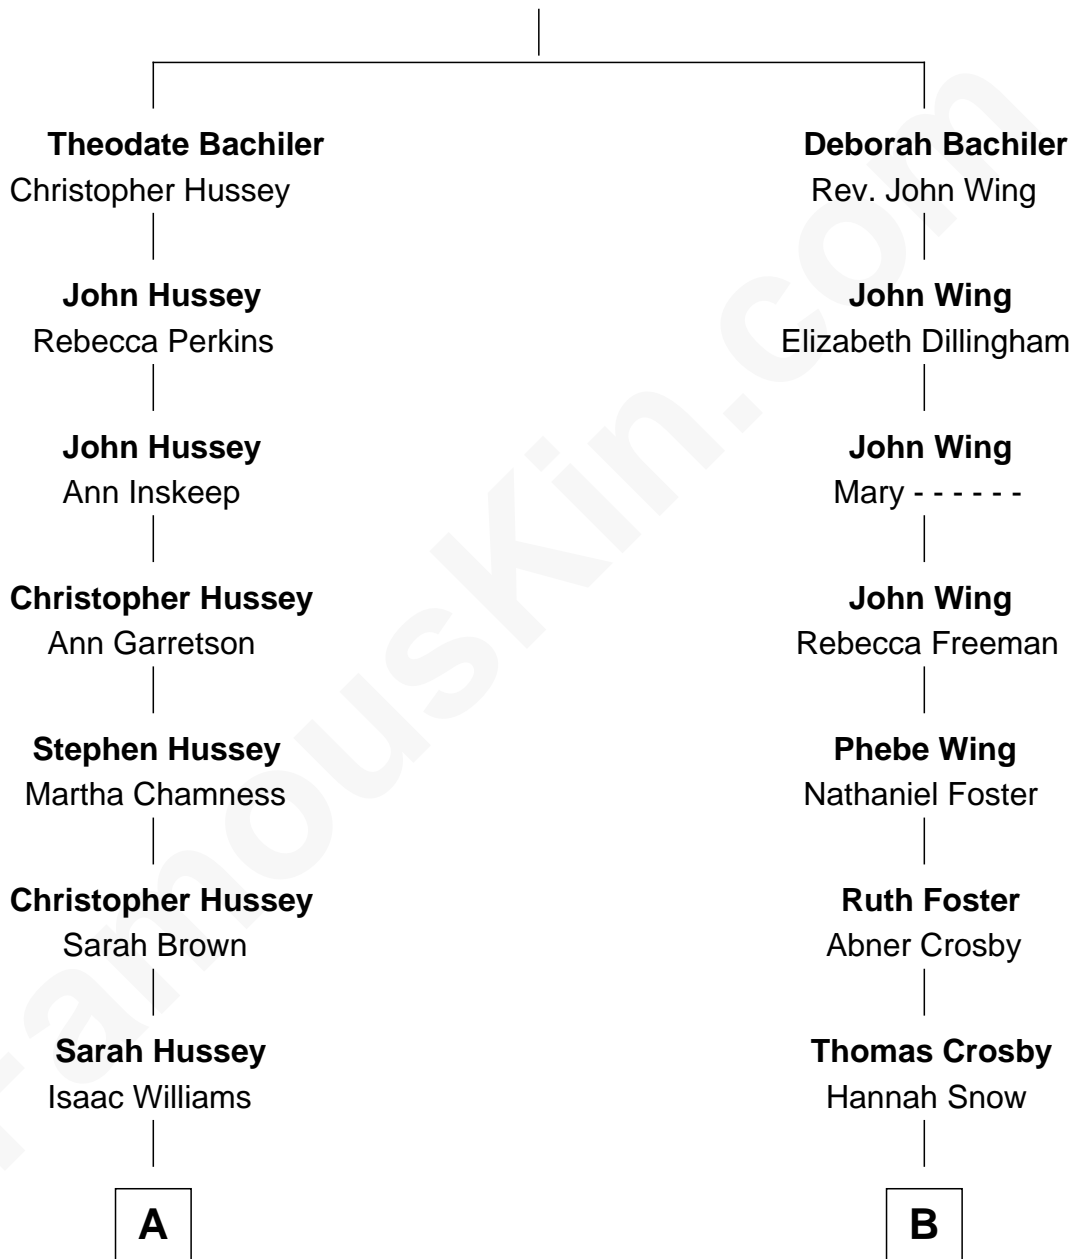 Theodate Bachiler
Christopher Hussey
John Hussey
Rebecca Perkins
John Hussey
Ann Inskeep
Christopher Hussey
Ann Garretson
Stephen Hussey
Martha Chamness
Christopher Hussey
Sarah Brown
Sarah Hussey
Isaac Williams
A
Deborah Bachiler
Rev. John Wing
John Wing
Elizabeth Dillingham
John Wing
Mary - - - - - -
John Wing
Rebecca Freeman
Phebe Wing
Nathaniel Foster
Ruth Foster
Abner Crosby
Thomas Crosby
Hannah Snow
B
FamousKin.com